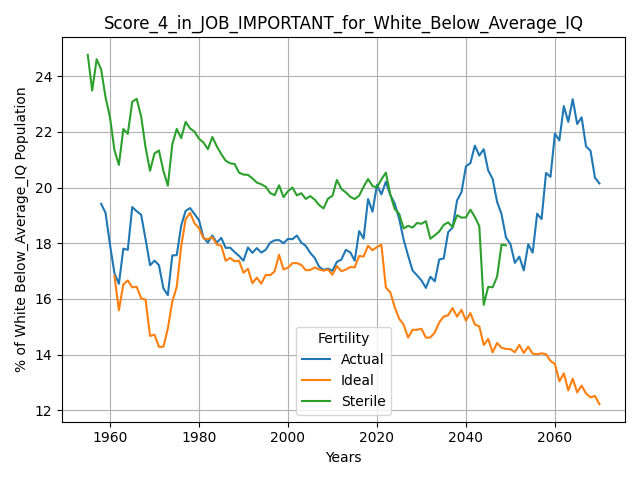 Score_4_in_JOB_IMPORTANT_for_White_Below_Average_IQ
% of White Below_Average_IQ Population
24
22
20
18
16
14
12
Fertility
Actual
Ideal
Sterile
1960 1980 2000 2020 2040 2060
Years